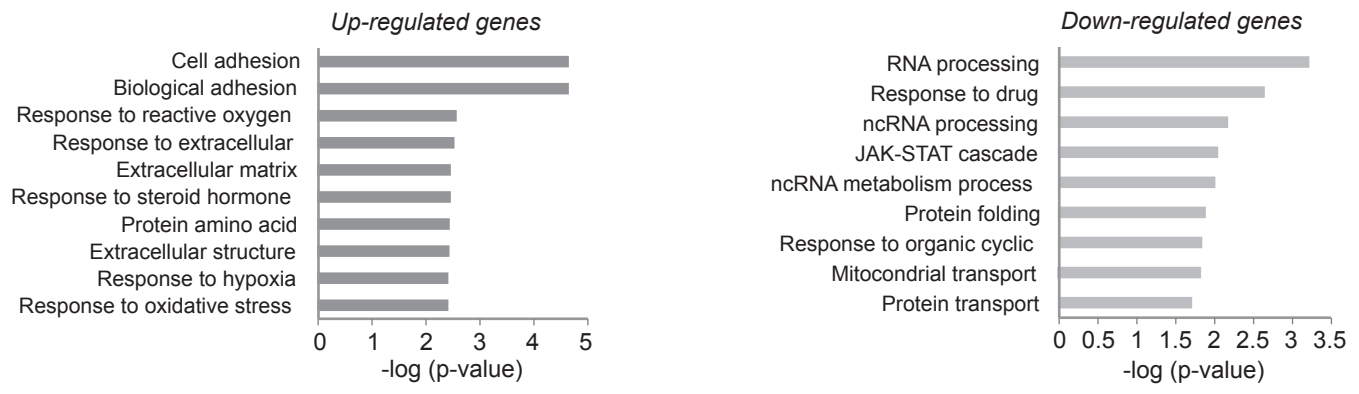 Up-regulated genes
Cell adhesion
Biological adhesion
Response to reactive oxygen
Response to extracellular
Extracellular matrix
Response to steroid hormone
Protein amino acid
Extracellular structure
Response to hypoxia
Response to oxidative stress
0 1 2 3 4 5
-log (p-value)
Down-regulated genes
RNA processing
Response to drug
ncRNA processing
JAK-STAT cascade
ncRNA metabolism process
Protein folding
Response to organic cyclic
Mitocondrial transport
Protein transport
0 0.5 1 1.5 2 2.5 3 3.5
-log (p-value)